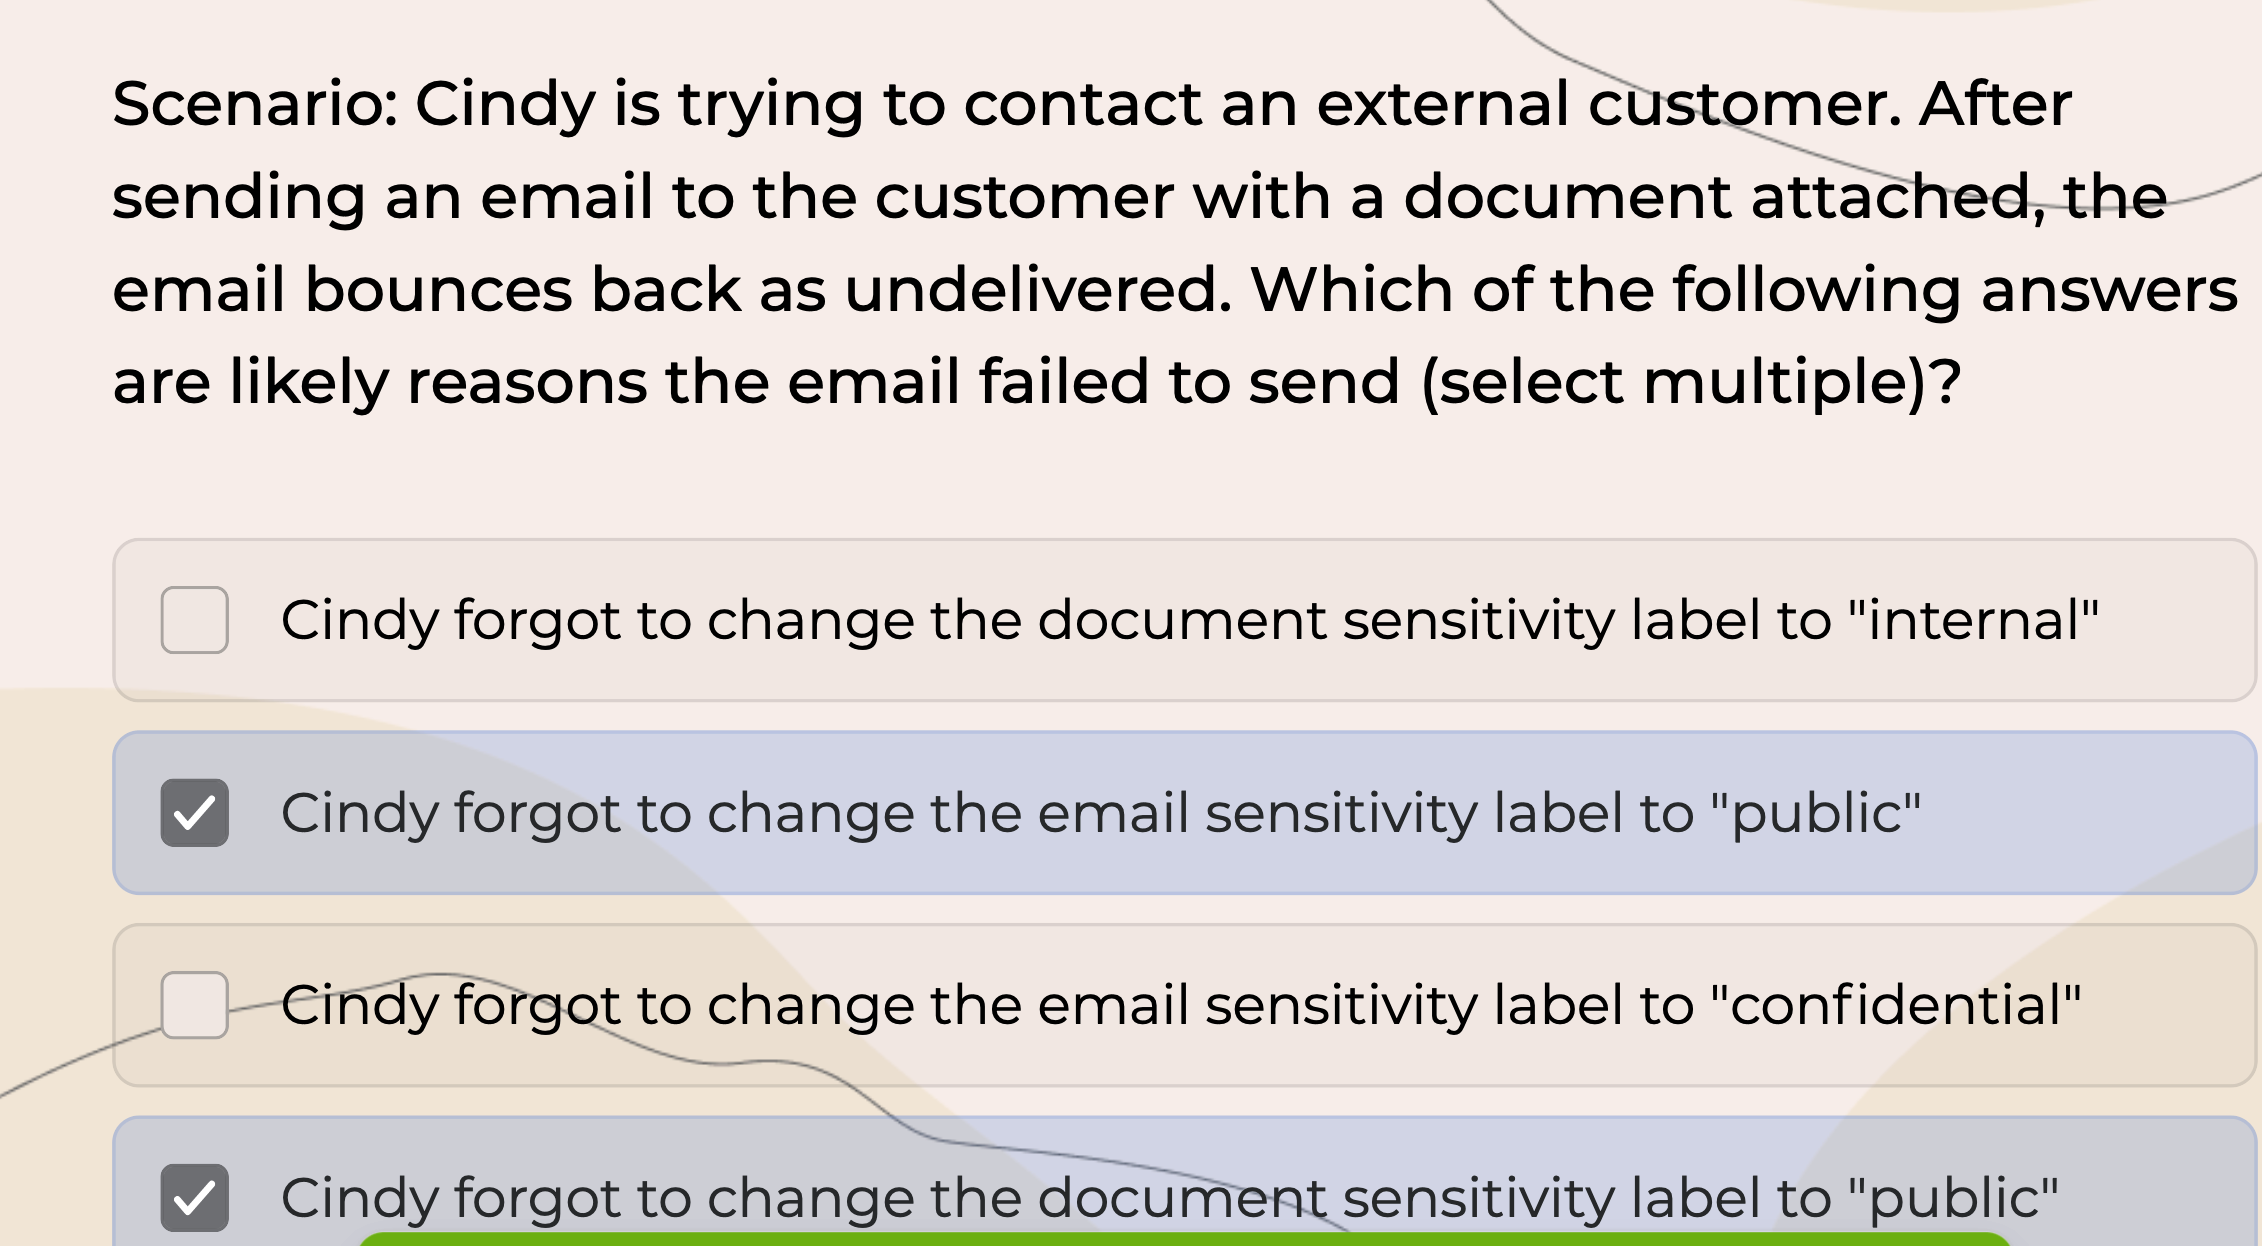 Scenario: Cindy is trying to contact an external customer. After
sending an email to the customer with a document attached, the
email bounces back as undelivered. Which of the following answers
are likely reasons the email failed to send (select multiple)?
Cindy forgot to change the document sensitivity label to "internal"
Cindy forgot to change the email sensitivity label to "public"
Cindy forgot to change the email sensitivity label to "confidential"
Cindy forgot to change the document sensitivity label to "public"